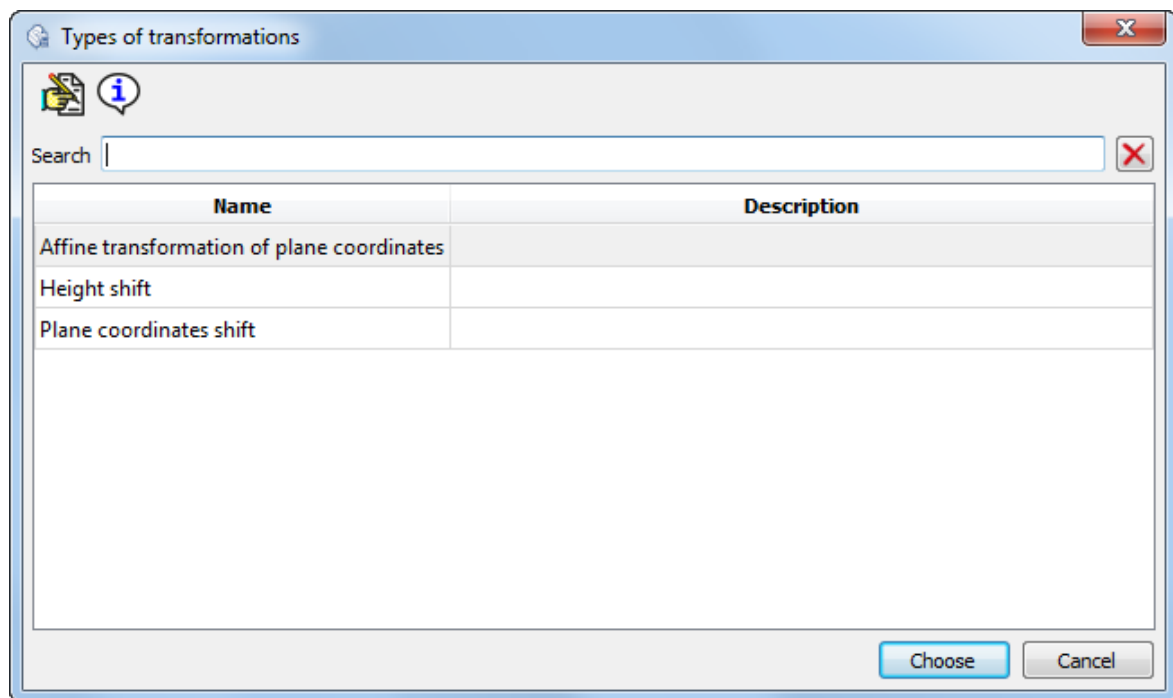 Types of transformations
Search
Name Description
Affine transformation of plane coordinates
Height shift
Plane coordinates shift
Choose Cancel